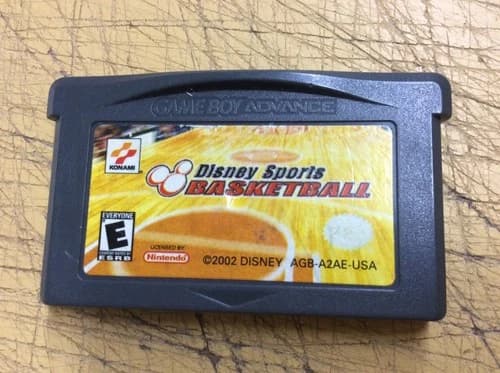 GAME BOY ADVANCE
KONAMI
Disney Sports
BASKETBALL
EVERYONE
E
ESRB
LICENSED BY
Nintendo
©2002 DISNEY AGB-A2AE-USA